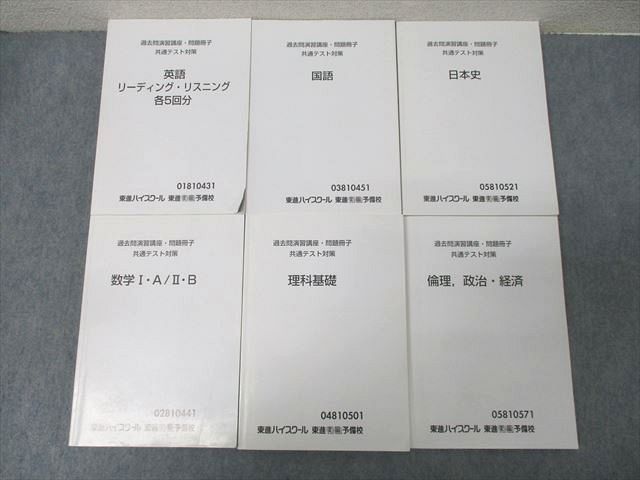 過去問演習講座・問題冊子
共通テスト対策
英語
リーディング・リスニング
各5回分
01810431
東進ハイスクール 東進衛星予備校
過去問演習講座・問題冊子
共通テスト対策
国語
03810451
東進ハイスクール 東進衛星予備校
過去問演習講座・問題冊子
共通テスト対策
日本史
05810521
東進ハイスクール 東進衛星予備校
過去問演習講座・問題冊子
共通テスト対策
数学Ⅰ・A/Ⅱ・B
02810441
東進ハイスクール 東進衛星予備校
過去問演習講座・問題冊子
共通テスト対策
理科基礎
04810501
東進ハイスクール 東進衛星予備校
過去問演習講座・問題冊子
共通テスト対策
倫理，政治・経済
05810571
東進ハイスクール 東進衛星予備校